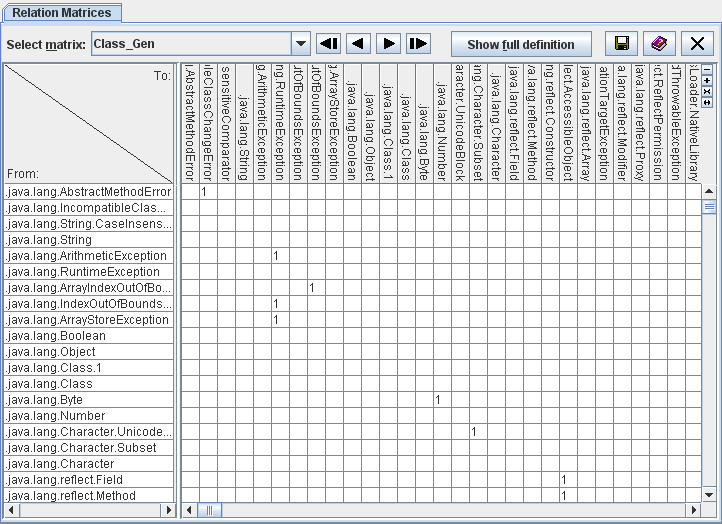 Relation Matrices
Select matrix:
Class_Gen
Show full definition
To:
From:
).AbstractMethodError
leClassChangeError
sensitiveComparator
.java.lang.String
g.ArithmeticException
ng.RuntimeException
utOfBoundsException
utOfBoundsException
g.ArrayStoreException
.java.lang.Boolean
.java.lang.Object
.java.lang.Class.1
.java.lang.Class
.java.lang.Byte
.java.lang.Number
aracter.UnicodeBlock
ang.Character.Subset
.java.lang.Character
java.lang.reflect.Field
va.lang.reflect.Method
ng.reflect.Constructor
lect.AccessibleObject
java.lang.reflect.Array
ationTargetException
a.lang.reflect.Modifier
java.lang.reflect.Proxy
ct.ReflectPermission
dThrowableException
sLoader.NativeLibrary
.java.lang.AbstractMethodError 1
.java.lang.IncompatibleClas...
.java.lang.String.CaseInsens...
.java.lang.String
.java.lang.ArithmeticException 1
.java.lang.RuntimeException
.java.lang.ArrayIndexOutOfBo... 1
.java.lang.IndexOutOfBounds... 1
.java.lang.ArrayStoreException 1
.java.lang.Boolean
.java.lang.Object
.java.lang.Class.1
.java.lang.Class
.java.lang.Byte 1
.java.lang.Number
.java.lang.Character.Unicode... 1
.java.lang.Character.Subset
.java.lang.Character
.java.lang.reflect.Field 1
.java.lang.reflect.Method 1